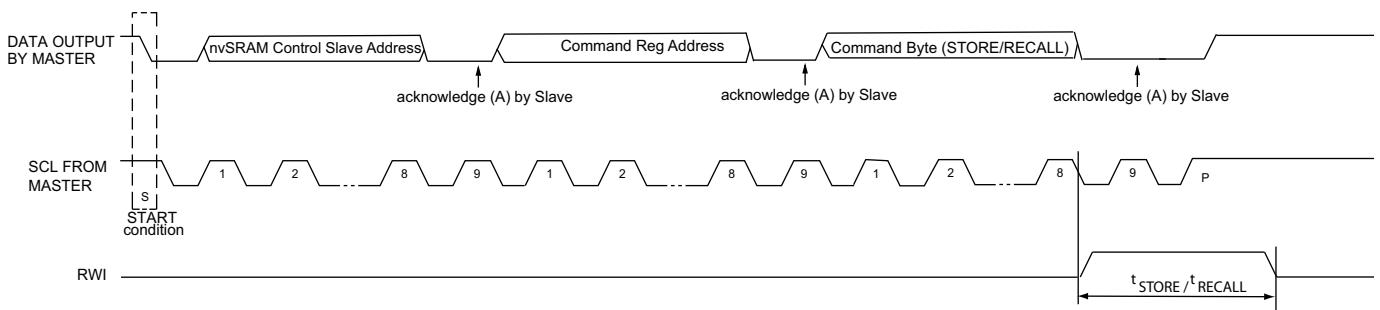 DATA OUTPUT
BY MASTER
nvSRAM Control Slave Address
Command Reg Address
Command Byte (STORE/RECALL)
acknowledge (A) by Slave
acknowledge (A) by Slave
acknowledge (A) by Slave
SCL FROM
MASTER
1 2 8 9 1 2 8 9 1 2 8 9 P
S
START
condition
RWI
t STORE / t RECALL